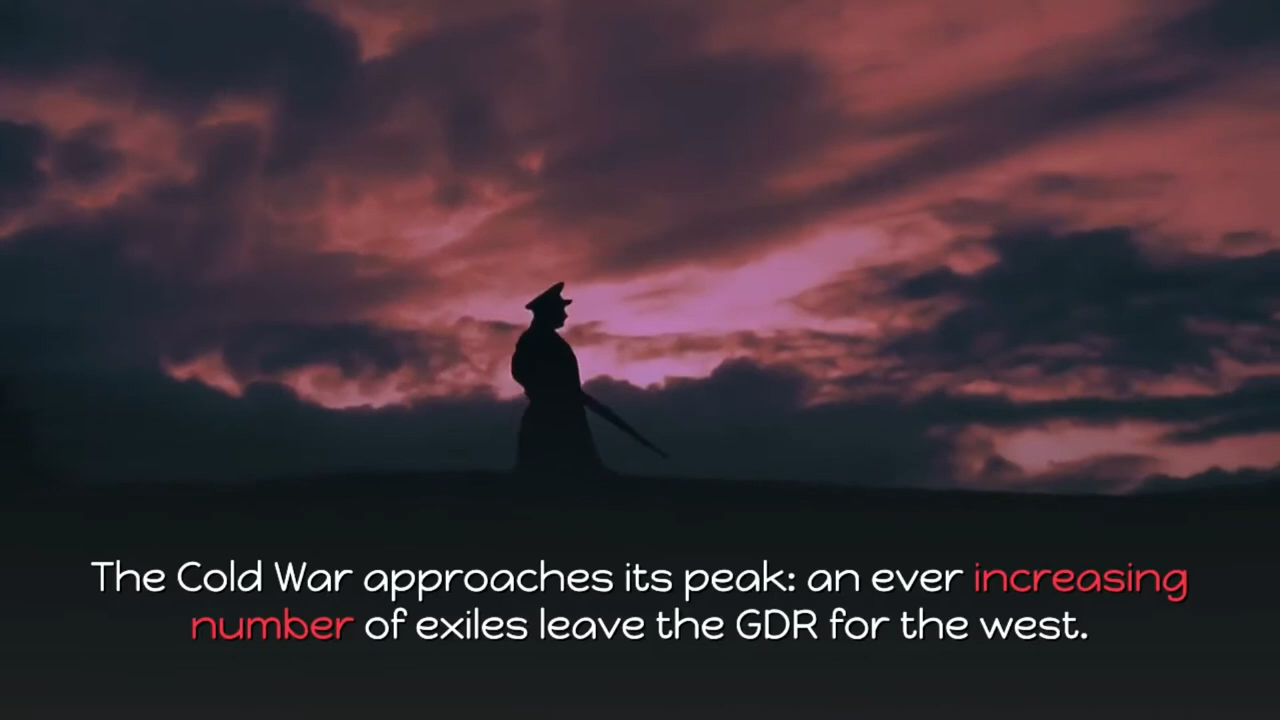 The Cold War approaches its peak: an ever increasing
number of exiles leave the GDR for the west.